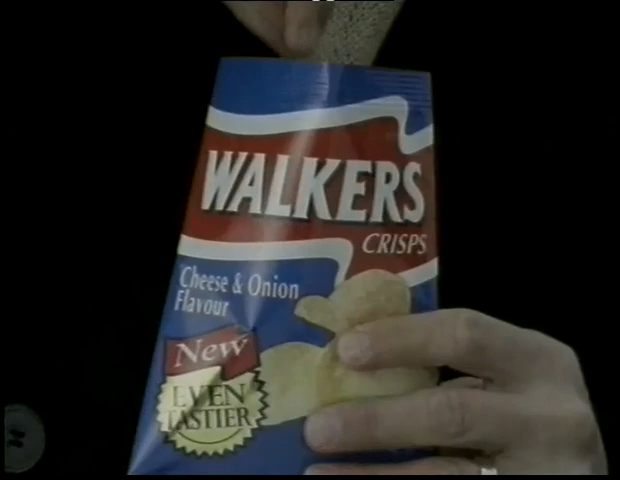 WALKERS
CRISPS
Cheese & Onion
Flavour
New
EVEN
TASTIER